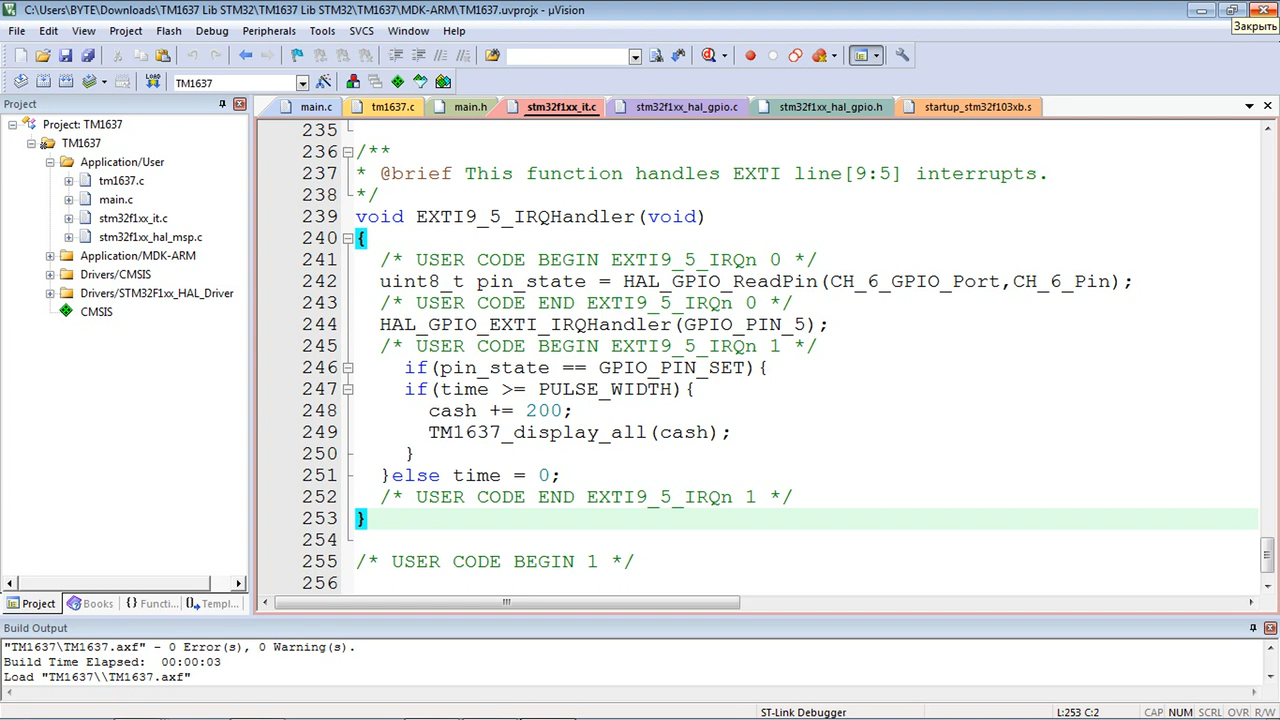 C:\Users\BYTE\Downloads\TM1637 Lib STM32\TM1637 Lib STM32\TM1637\MDK-ARM\TM1637.uvprojx - µVision
Закрыть
File Edit View Project Flash Debug Peripherals Tools SVCS Window Help
LOAD TM1637
Project
main.c tm1637.c main.h stm32f1xx_it.c stm32f1xx_hal_gpio.c stm32f1xx_hal_gpio.h startup_stm32f103xb.s
Project: TM1637
TM1637
Application/User
tm1637.c
main.c
stm32f1xx_it.c
stm32f1xx_hal_msp.c
Application/MDK-ARM
Drivers/CMSIS
Drivers/STM32F1xx_HAL_Driver
CMSIS
235
236 /**
237 * @brief This function handles EXTI line[9:5] interrupts.
238 */
239 void EXTI9_5_IRQHandler(void)
240 {
241 /* USER CODE BEGIN EXTI9_5_IRQn 0 */
242 uint8_t pin_state = HAL_GPIO_ReadPin(CH_6_GPIO_Port,CH_6_Pin);
243 /* USER CODE END EXTI9_5_IRQn 0 */
244 HAL_GPIO_EXTI_IRQHandler(GPIO_PIN_5);
245 /* USER CODE BEGIN EXTI9_5_IRQn 1 */
246 if(pin_state == GPIO_PIN_SET){
247 if(time >= PULSE_WIDTH){
248 cash += 200;
249 TM1637_display_all(cash);
250 }
251 }else time = 0;
252 /* USER CODE END EXTI9_5_IRQn 1 */
253 }
254
255 /* USER CODE BEGIN 1 */
256
Project Books {} Functi... Templ...
Build Output
"TM1637\TM1637.axf" - 0 Error(s), 0 Warning(s).
Build Time Elapsed: 00:00:03
Load "TM1637\\TM1637.axf"
ST-Link Debugger L:253 C:2 CAP NUM SCRL OVR R/W